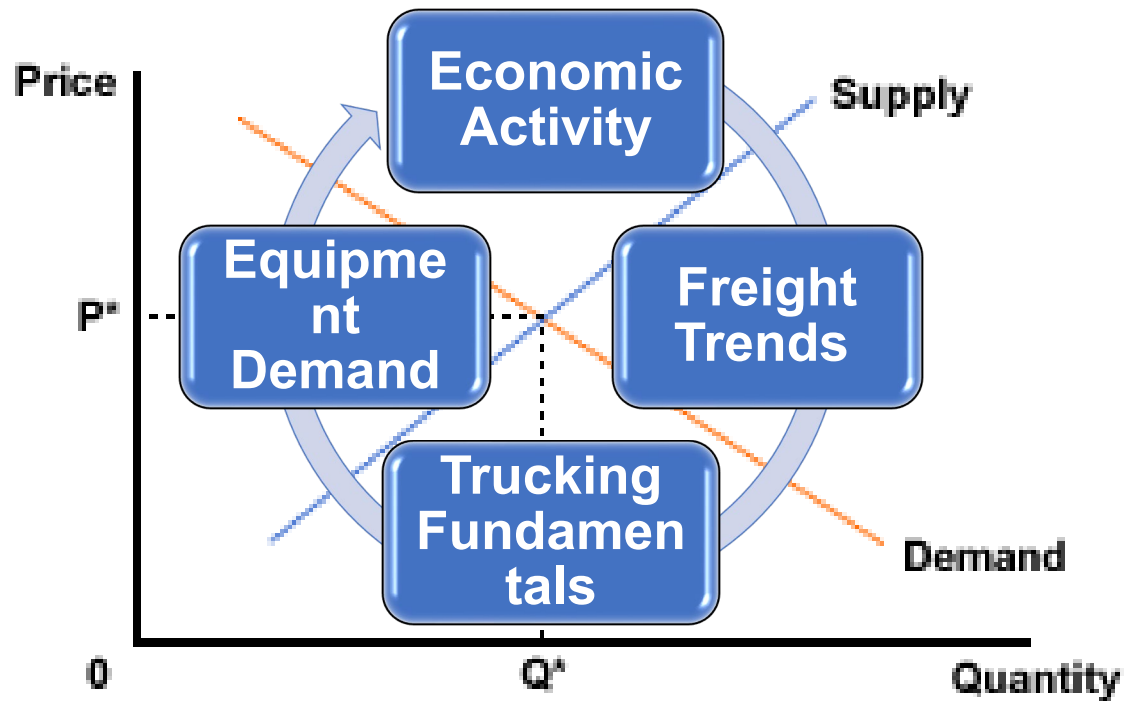 Economic
Activity
Price
Supply
Equipme
nt
Demand
Freight
Trends
P*
Trucking
Fundamen
tals
Demand
0
Q*
Quantity